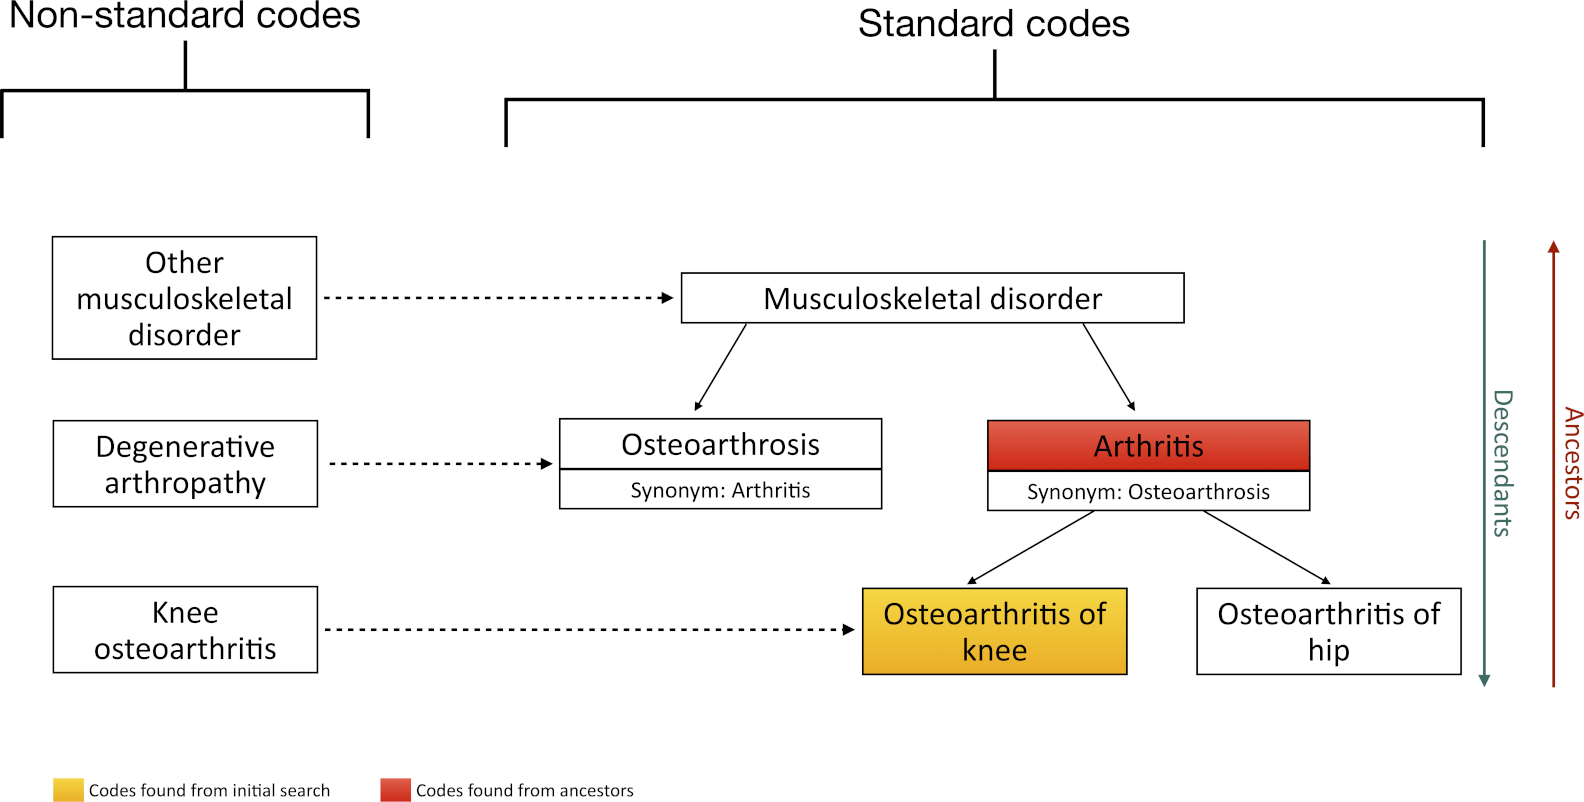 Non-standard codes
Standard codes
Other
musculoskeletal
disorder
Musculoskeletal disorder
Degenerative
arthropathy
Osteoarthrosis
Synonym: Arthritis
Arthritis
Synonym: Osteoarthrosis
Knee
osteoarthritis
Osteoarthritis of
knee
Osteoarthritis of
hip
Descendants
Ancestors
Codes found from initial search
Codes found from ancestors